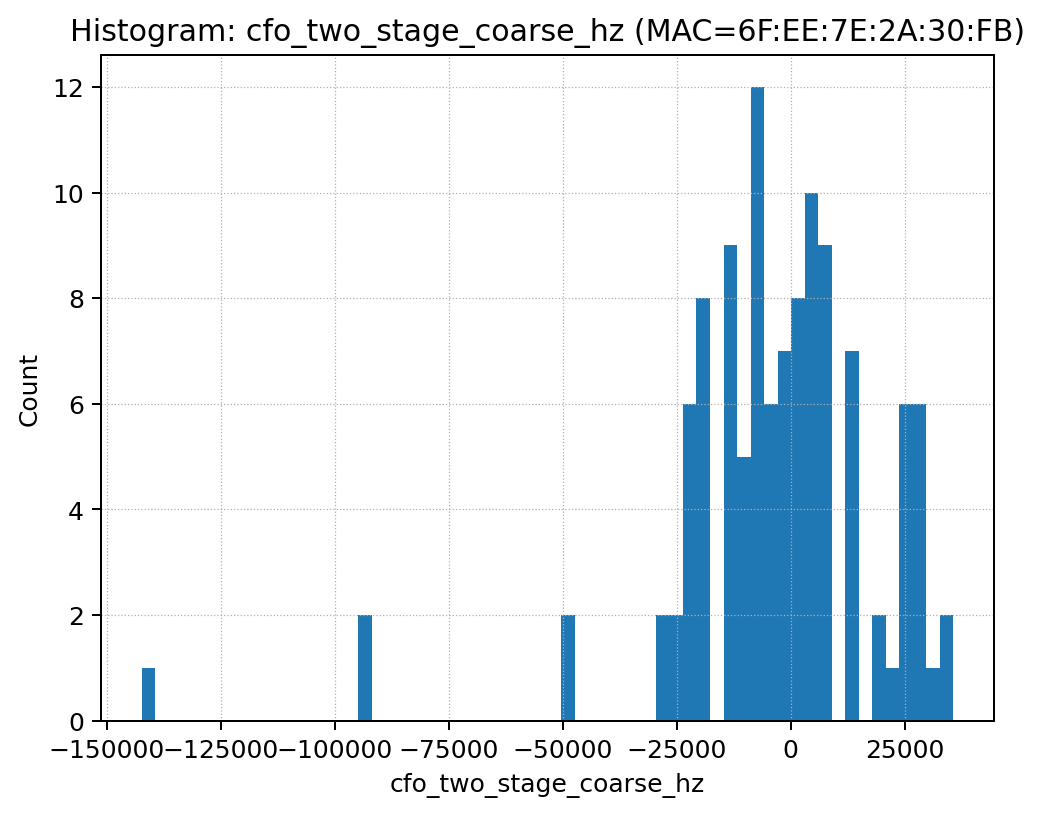 Histogram: cfo_two_stage_coarse_hz (MAC=6F:EE:7E:2A:30:FB)
12
10
8
6
4
2
0
Count
−150000 −125000 −100000 −75000 −50000 −25000 0 25000
cfo_two_stage_coarse_hz